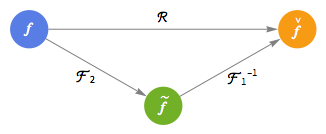 f 𝓡 f̌
𝓕₂ 𝓕₁⁻¹
f̃